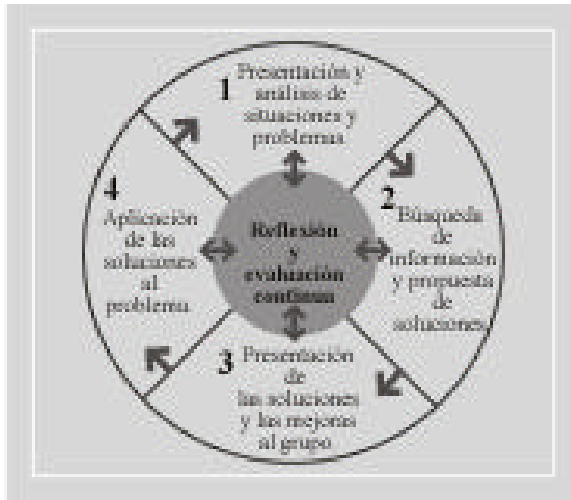 1 Presentación y
análisis de
situaciones y
problemas
2 Búsqueda
de
información
y propuesta
de
soluciones
3 Presentación
de
las soluciones
y las mejoras
al grupo
4
Aplicación
de las
soluciones
al
problema
Reflexión
y
evaluación
continua